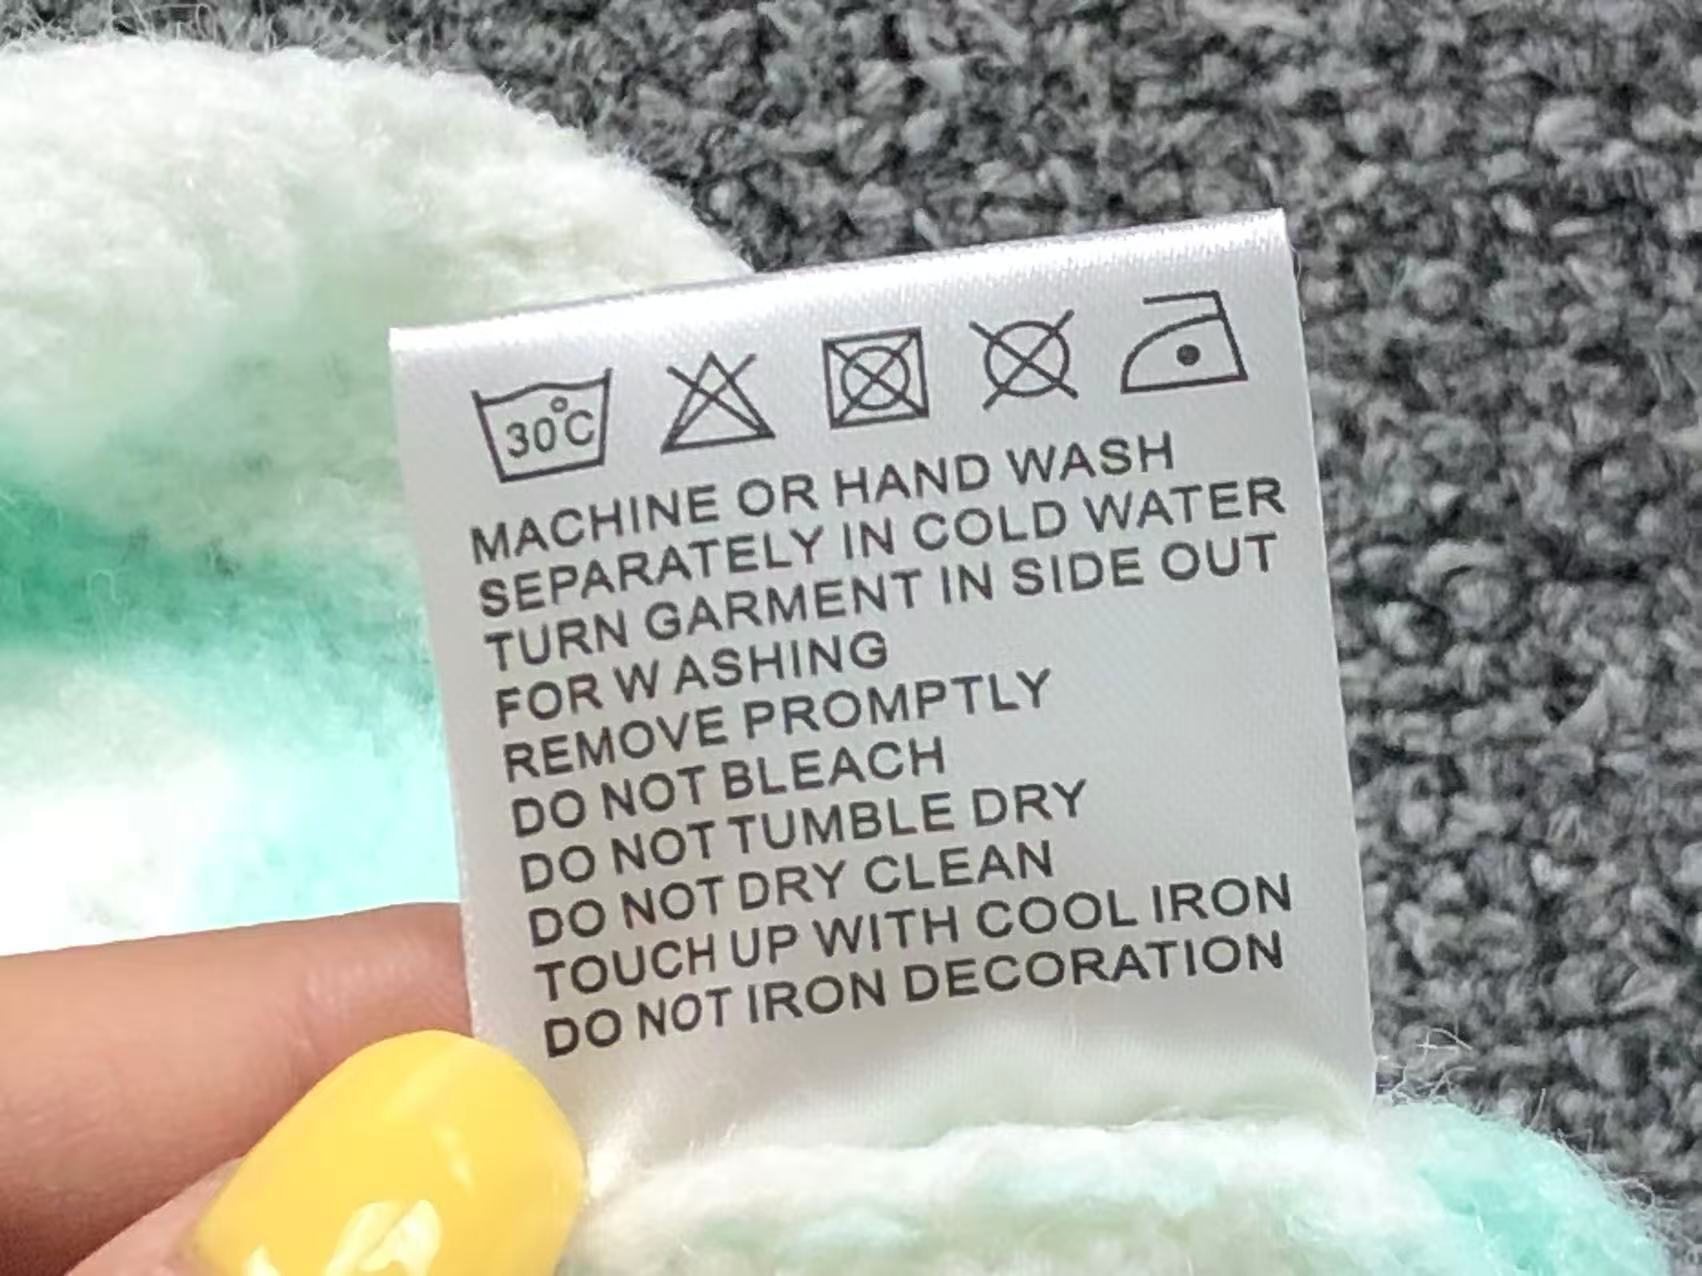 30°C
MACHINE OR HAND WASH
SEPARATELY IN COLD WATER
TURN GARMENT IN SIDE OUT
FOR W ASHING
REMOVE PROMPTLY
DO NOT BLEACH
DO NOT TUMBLE DRY
DO NOT DRY CLEAN
TOUCH UP WITH COOL IRON
DO NOT IRON DECORATION